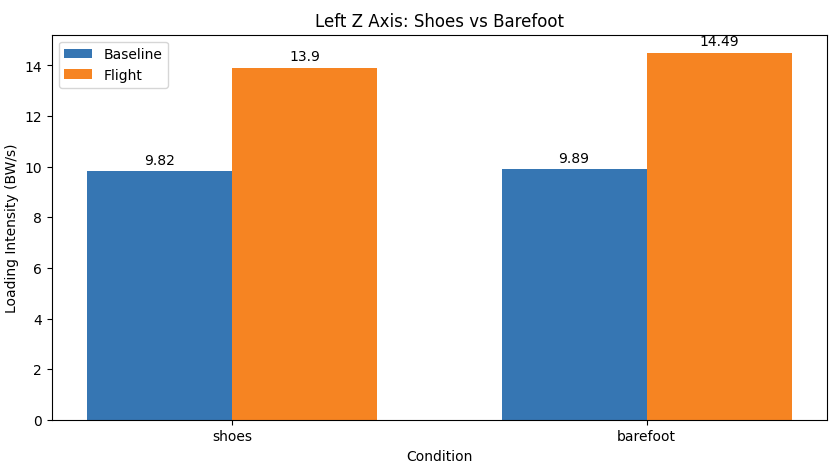 Left Z Axis: Shoes vs Barefoot
Baseline
Flight
9.82
13.9
9.89
14.49
Loading Intensity (BW/s)
14
12
10
8
6
4
2
0
shoes
barefoot
Condition